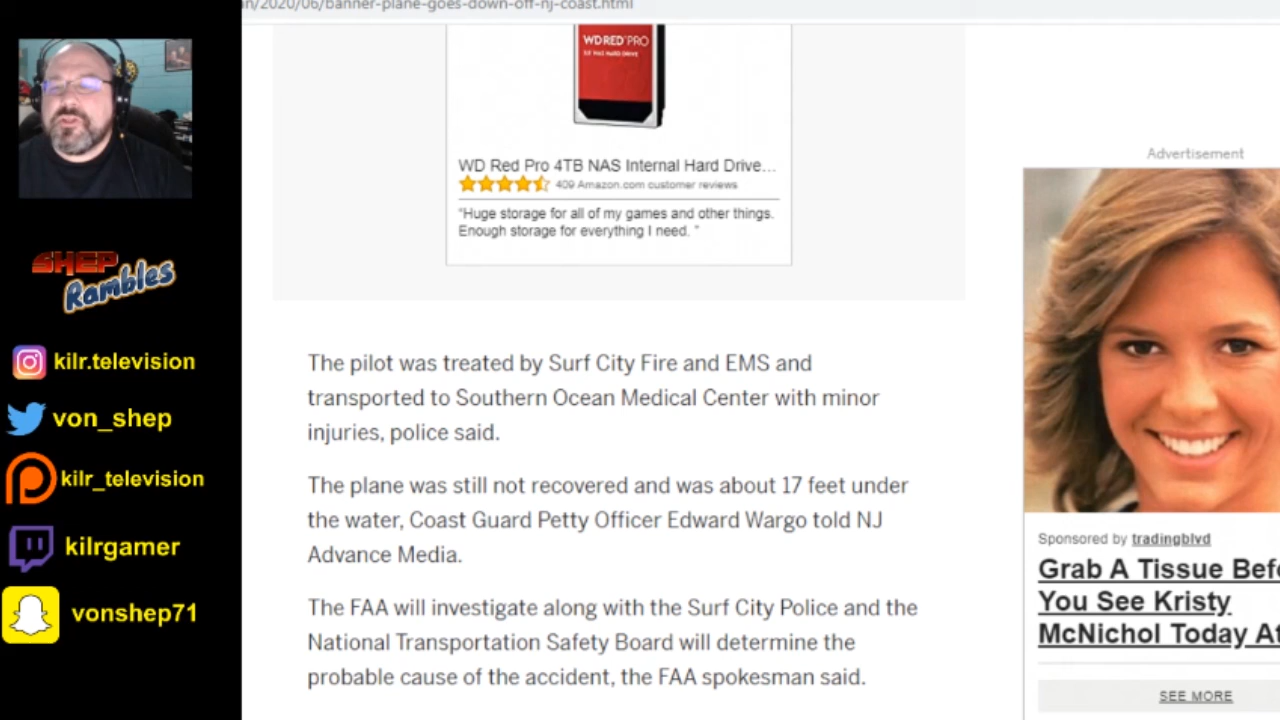 in/2020/06/banner-plane-goes-down-off-nj-coast.html
WD RED PRO
WD Red Pro 4TB NAS Internal Hard Drive...
409 Amazon.com customer reviews
"Huge storage for all of my games and other things.
Enough storage for everything I need. "
Advertisement
SHEP
Rambles
kilr.television
von_shep
kilr_television
kilrgamer
vonshep71
The pilot was treated by Surf City Fire and EMS and
transported to Southern Ocean Medical Center with minor
injuries, police said.
The plane was still not recovered and was about 17 feet under
the water, Coast Guard Petty Officer Edward Wargo told NJ
Advance Media.
The FAA will investigate along with the Surf City Police and the
National Transportation Safety Board will determine the
probable cause of the accident, the FAA spokesman said.
Sponsored by tradingblvd
Grab A Tissue Befo
You See Kristy
McNichol Today At
SEE MORE